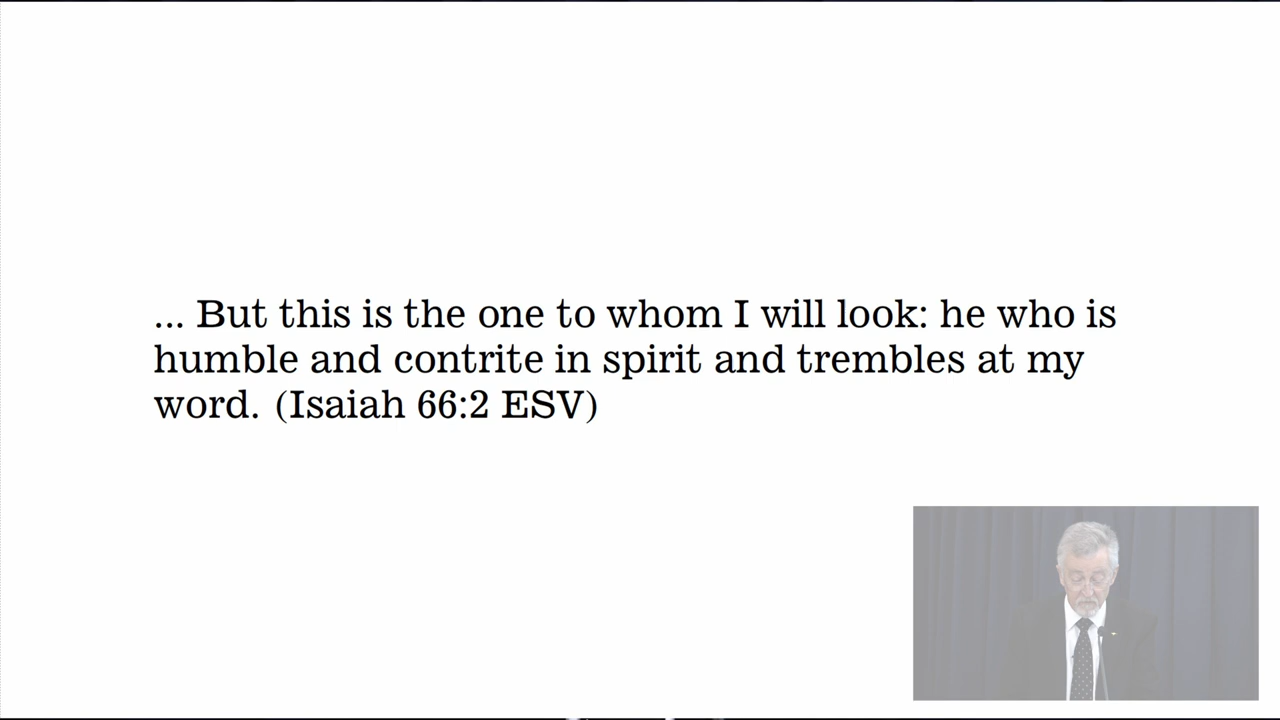 ... But this is the one to whom I will look: he who is
humble and contrite in spirit and trembles at my
word. (Isaiah 66:2 ESV)